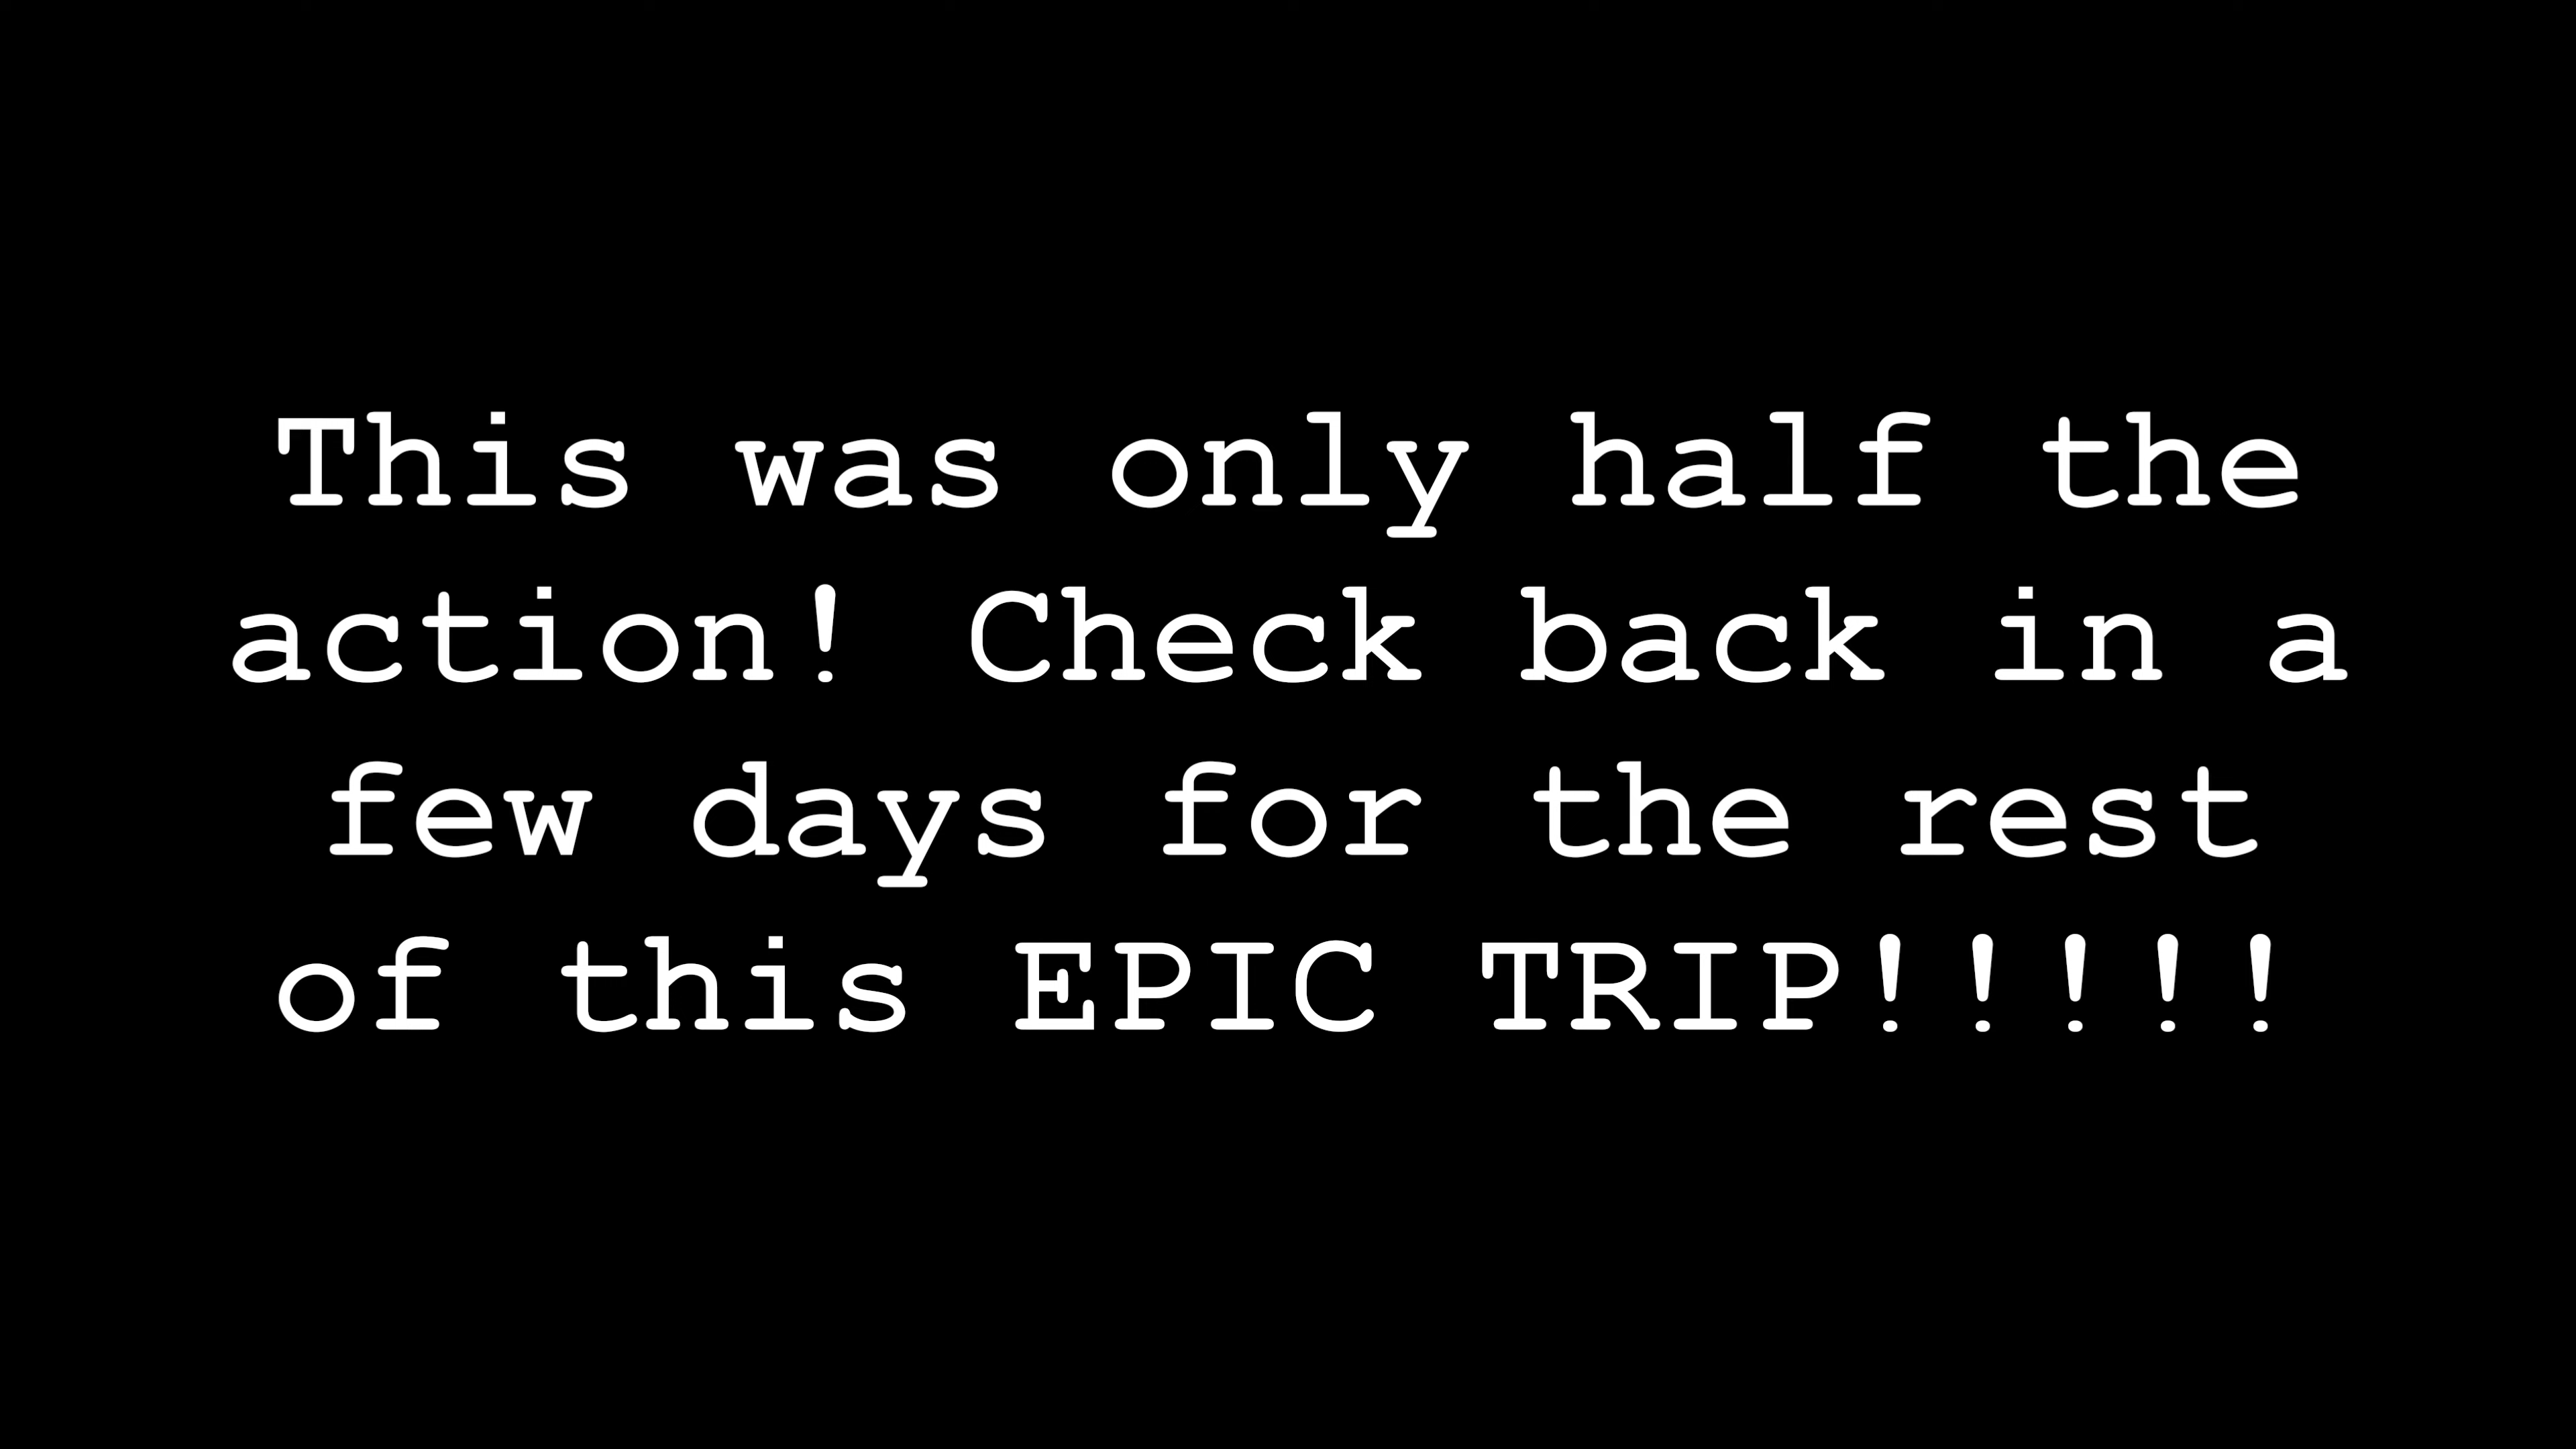 This was only half the
action! Check back in a
few days for the rest
of this EPIC TRIP!!!!!